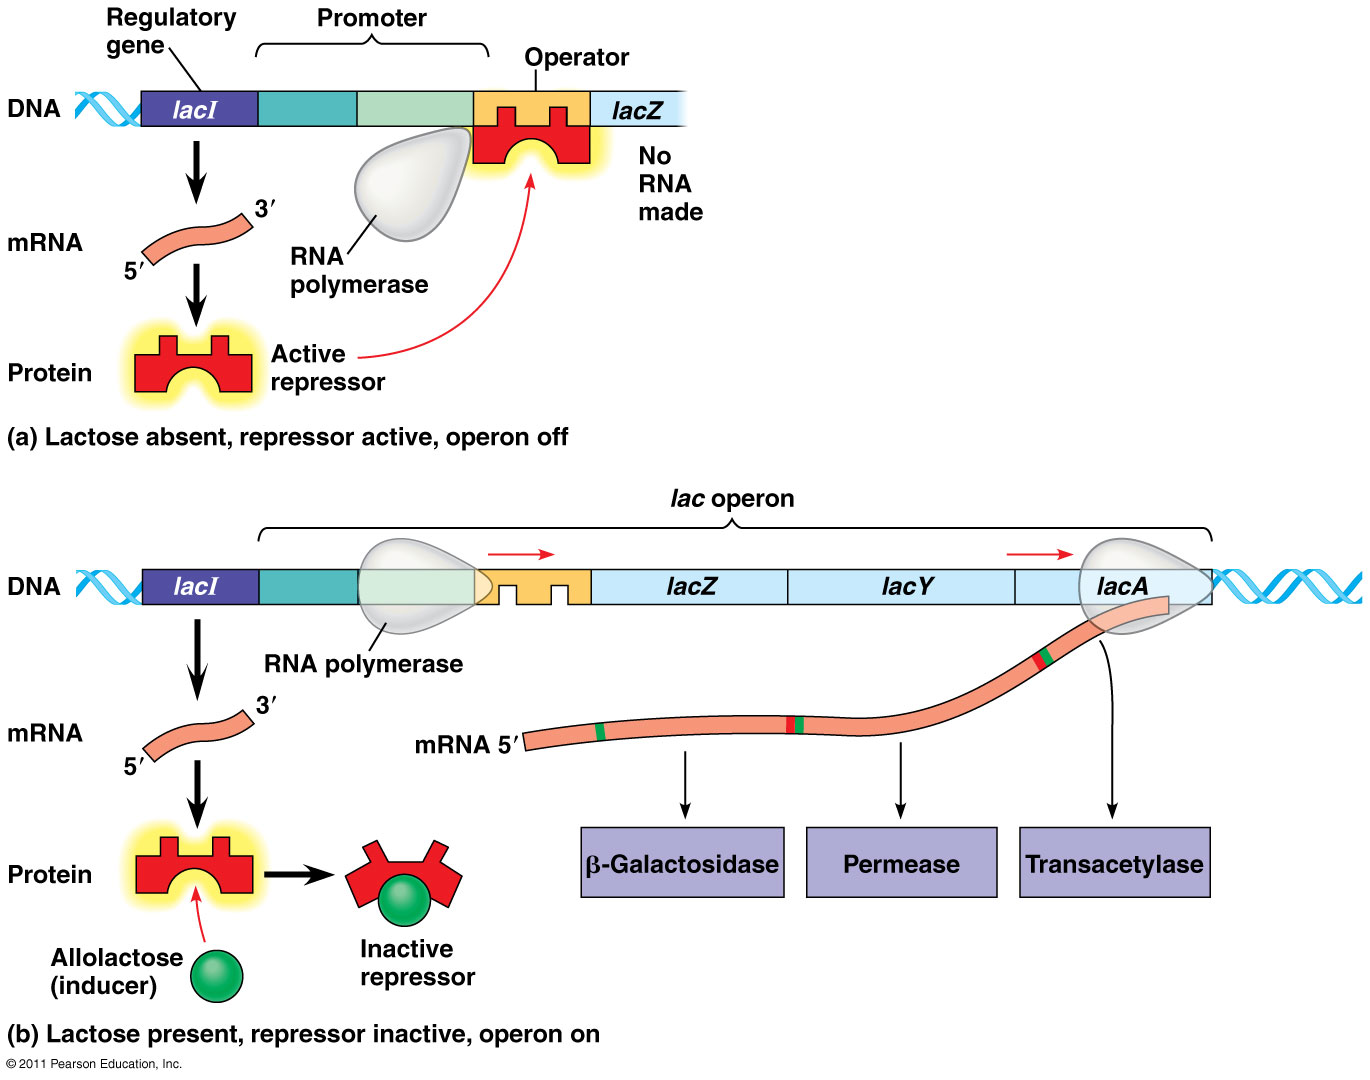 Regulatory
gene
Promoter
Operator
DNA
lacI
lacZ
No
RNA
made
3′
mRNA
5′
RNA
polymerase
Active
repressor
Protein
(a) Lactose absent, repressor active, operon off
lac operon
DNA
lacI
lacZ
lacY
lacA
RNA polymerase
3′
mRNA
5′
mRNA 5′
Protein
β-Galactosidase
Permease
Transacetylase
Allolactose
(inducer)
Inactive
repressor
(b) Lactose present, repressor inactive, operon on
© 2011 Pearson Education, Inc.